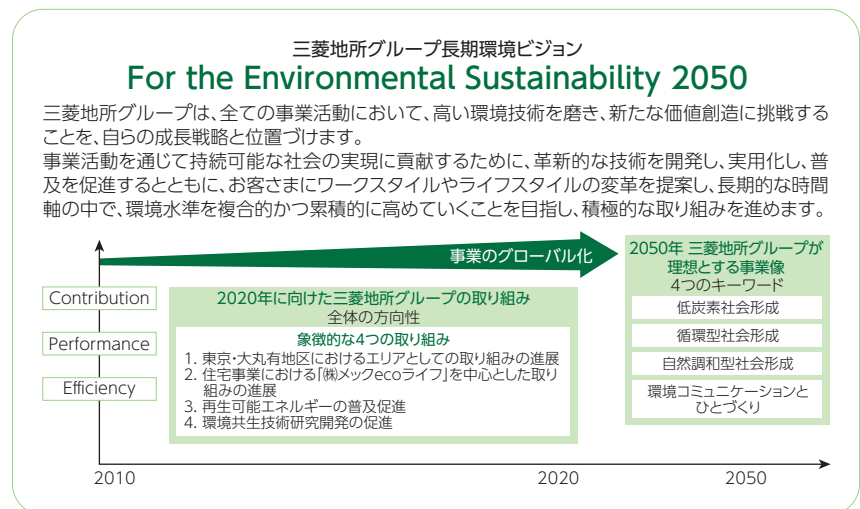 三菱地所グループ長期環境ビジョン
For the Environmental Sustainability 2050
三菱地所グループは、全ての事業活動において、高い環境技術を磨き、新たな価値創造に挑戦する
ことを、自らの成長戦略と位置づけます。
事業活動を通じて持続可能な社会の実現に貢献するために、革新的な技術を開発し、実用化し、普
及を促進するとともに、お客さまにワークスタイルやライフスタイルの変革を提案し、長期的な時間
軸の中で、環境水準を複合的かつ累積的に高めていくことを目指し、積極的な取り組みを進めます。
事業のグローバル化
Contribution
Performance
Efficiency
2020年に向けた三菱地所グループの取り組み
全体の方向性
象徴的な4つの取り組み
1. 東京・大丸有地区におけるエリアとしての取り組みの進展
2. 住宅事業における「㈱メックecoライフ」を中心とした取り
組みの進展
3. 再生可能エネルギーの普及促進
4. 環境共生技術研究開発の促進
2050年 三菱地所グループが
理想とする事業像
4つのキーワード
低炭素社会形成
循環型社会形成
自然調和型社会形成
環境コミュニケーションと
ひとづくり
2010
2020
2050